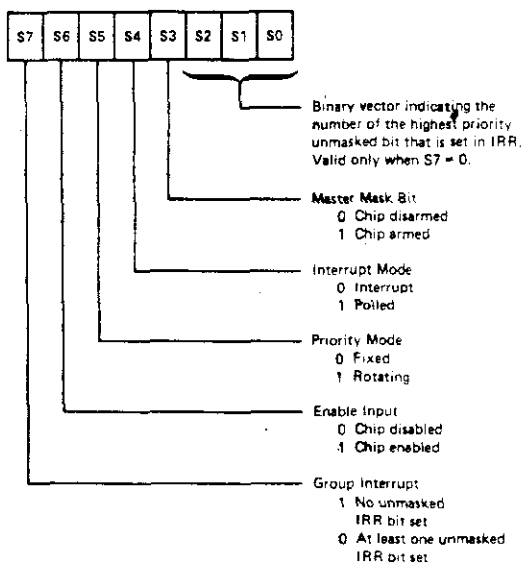 S7 S6 S5 S4 S3 S2 S1 S0
Binary vector indicating the
number of the highest priority
unmasked bit that is set in IRR.
Valid only when S7 = 0.
Master Mask Bit
0 Chip disarmed
1 Chip armed
Interrupt Mode
0 Interrupt
1 Polled
Priority Mode
0 Fixed
1 Rotating
Enable Input
0 Chip disabled
1 Chip enabled
Group Interrupt
1 No unmasked
IRR bit set
0 At least one unmasked
IRR bit set